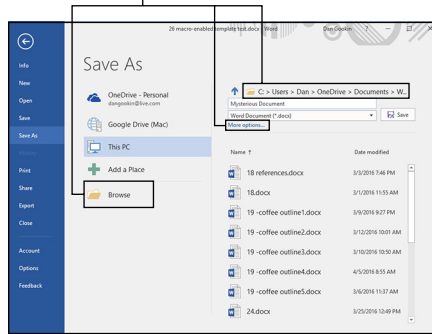 26 macro-enabled template test.docx - Word
Dan Gookin ? – X
Info
New
Open
Save
Save As
Print
Share
Export
Close
Account
Options
Feedback
Save As
OneDrive - Personal
dangookin@live.com
Google Drive (Mac)
This PC
Add a Place
Browse
C: > Users > Dan > OneDrive > Documents > W...
Mysterious Document
Word Document (*.docx)
Save
More options...
Name ↑ Date modified
18 references.docx 3/3/2016 7:46 PM
18.docx 3/1/2016 11:55 AM
19 -coffee outline1.docx 3/9/2016 9:27 PM
19 -coffee outline2.docx 3/12/2016 10:01 AM
19 -coffee outline3.docx 3/10/2016 10:50 AM
19 -coffee outline4.docx 4/5/2016 8:55 AM
19 -coffee outline5.docx 3/6/2016 11:37 AM
24.docx 3/25/2016 12:49 PM